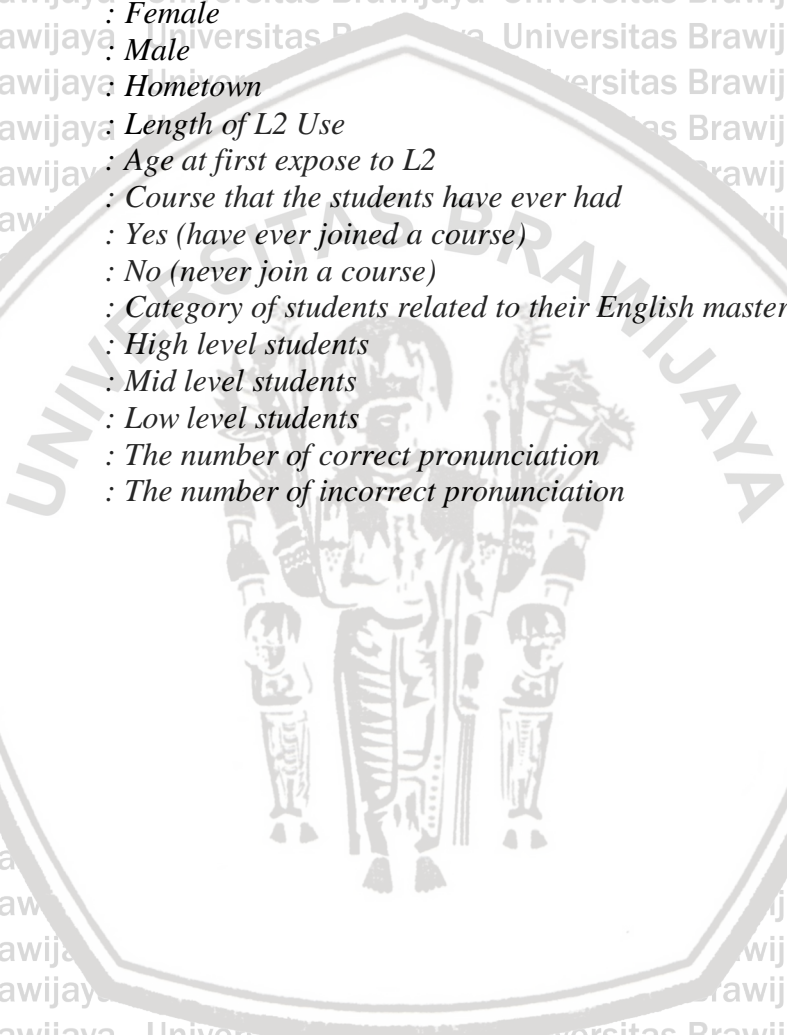 : Female
: Male
: Hometown
: Length of L2 Use
: Age at first expose to L2
: Course that the students have ever had
: Yes (have ever joined a course)
: No (never join a course)
: Category of students related to their English master
: High level students
: Mid level students
: Low level students
: The number of correct pronunciation
: The number of incorrect pronunciation
UNIVERSITAS BRAWIJAYA